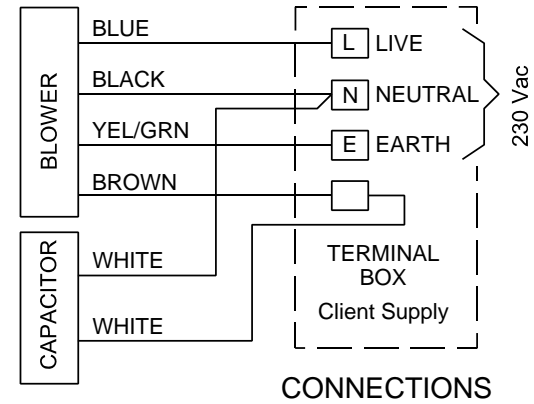 BLOWER
BLUE
BLACK
YEL/GRN
BROWN
CAPACITOR
WHITE
WHITE
L LIVE
N NEUTRAL
E EARTH
230 Vac
TERMINAL
BOX
Client Supply
CONNECTIONS